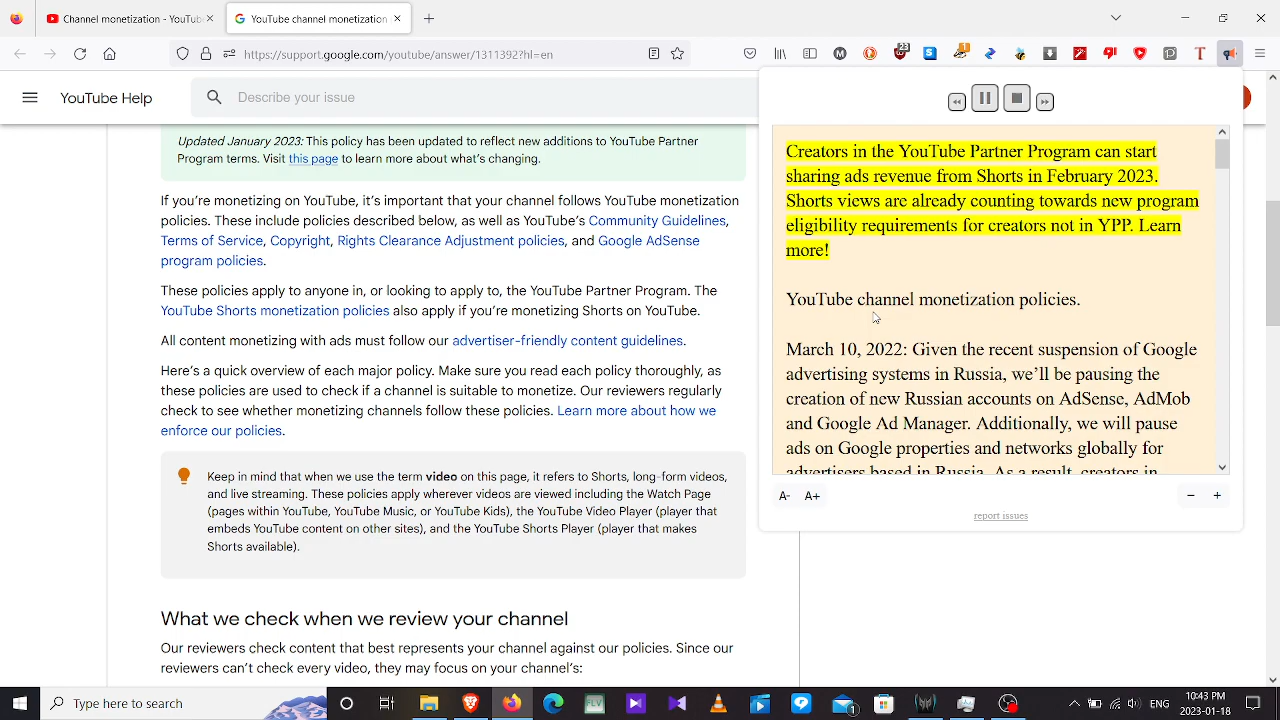 Channel monetization - YouTub
YouTube channel monetization
https://support.google.com/youtube/answer/1311392?hl=en
23
1
YouTube Help
Describe your issue
Updated January 2023: This policy has been updated to reflect new additions to YouTube Partner
Program terms. Visit this page to learn more about what's changing.
If you're monetizing on YouTube, it's important that your channel follows YouTube monetization
policies. These include policies described below, as well as YouTube's Community Guidelines,
Terms of Service, Copyright, Rights Clearance Adjustment policies, and Google AdSense
program policies.
These policies apply to anyone in, or looking to apply to, the YouTube Partner Program. The
YouTube Shorts monetization policies also apply if you're monetizing Shorts on YouTube.
All content monetizing with ads must follow our advertiser-friendly content guidelines.
Here's a quick overview of each major policy. Make sure you read each policy thoroughly, as
these policies are used to check if a channel is suitable to monetize. Our reviewers regularly
check to see whether monetizing channels follow these policies. Learn more about how we
enforce our policies.
Keep in mind that when we use the term video on this page, it refers to Shorts, long-form videos,
and live streaming. These policies apply wherever videos are viewed including the Watch Page
(pages within YouTube, YouTube Music, or YouTube Kids), the YouTube Video Player (player that
embeds YouTube content on other sites), and the YouTube Shorts Player (player that makes
Shorts available).
What we check when we review your channel
Our reviewers check content that best represents your channel against our policies. Since our
reviewers can't check every video, they may focus on your channel's:
Creators in the YouTube Partner Program can start
sharing ads revenue from Shorts in February 2023.
Shorts views are already counting towards new program
eligibility requirements for creators not in YPP. Learn
more!
YouTube channel monetization policies.
March 10, 2022: Given the recent suspension of Google
advertising systems in Russia, we'll be pausing the
creation of new Russian accounts on AdSense, AdMob
and Google Ad Manager. Additionally, we will pause
ads on Google properties and networks globally for
advertisers based in Russia. As a result, creators in
A- A+
- +
report issues
Type here to search
FLV
1
ENG
10:43 PM
2023-01-18